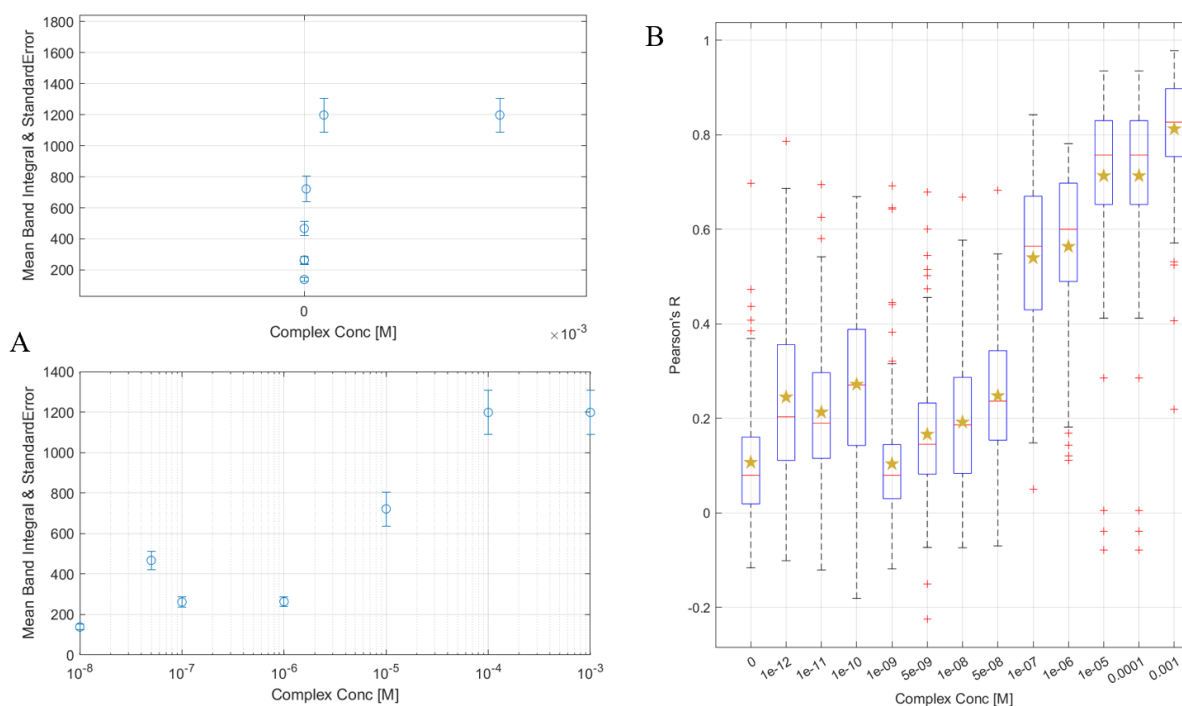 1800
1600
1400
1200
1000
800
600
400
200
Mean Band Integral & StandardError
0
Complex Conc [M]
×10⁻³
A
1400
1200
1000
800
600
400
200
0
Mean Band Integral & StandardError
10⁻⁸
10⁻⁷
10⁻⁶
10⁻⁵
10⁻⁴
10⁻³
Complex Conc [M]
B
1
0.8
0.6
0.4
0.2
0
-0.2
Pearson's R
0
1e-12
1e-11
1e-10
1e-09
5e-09
1e-08
5e-08
1e-07
1e-06
1e-05
0.0001
0.001
Complex Conc [M]